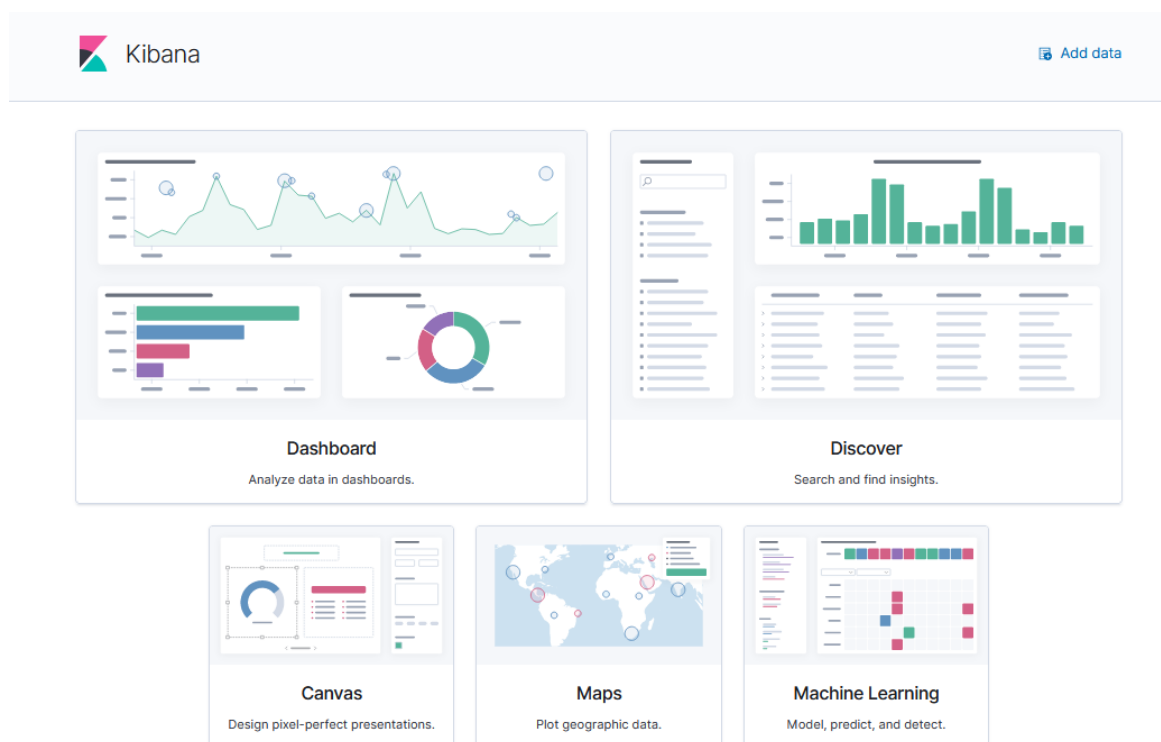 Kibana
Add data
Dashboard
Analyze data in dashboards.
Discover
Search and find insights.
Canvas
Design pixel-perfect presentations.
Maps
Plot geographic data.
Machine Learning
Model, predict, and detect.